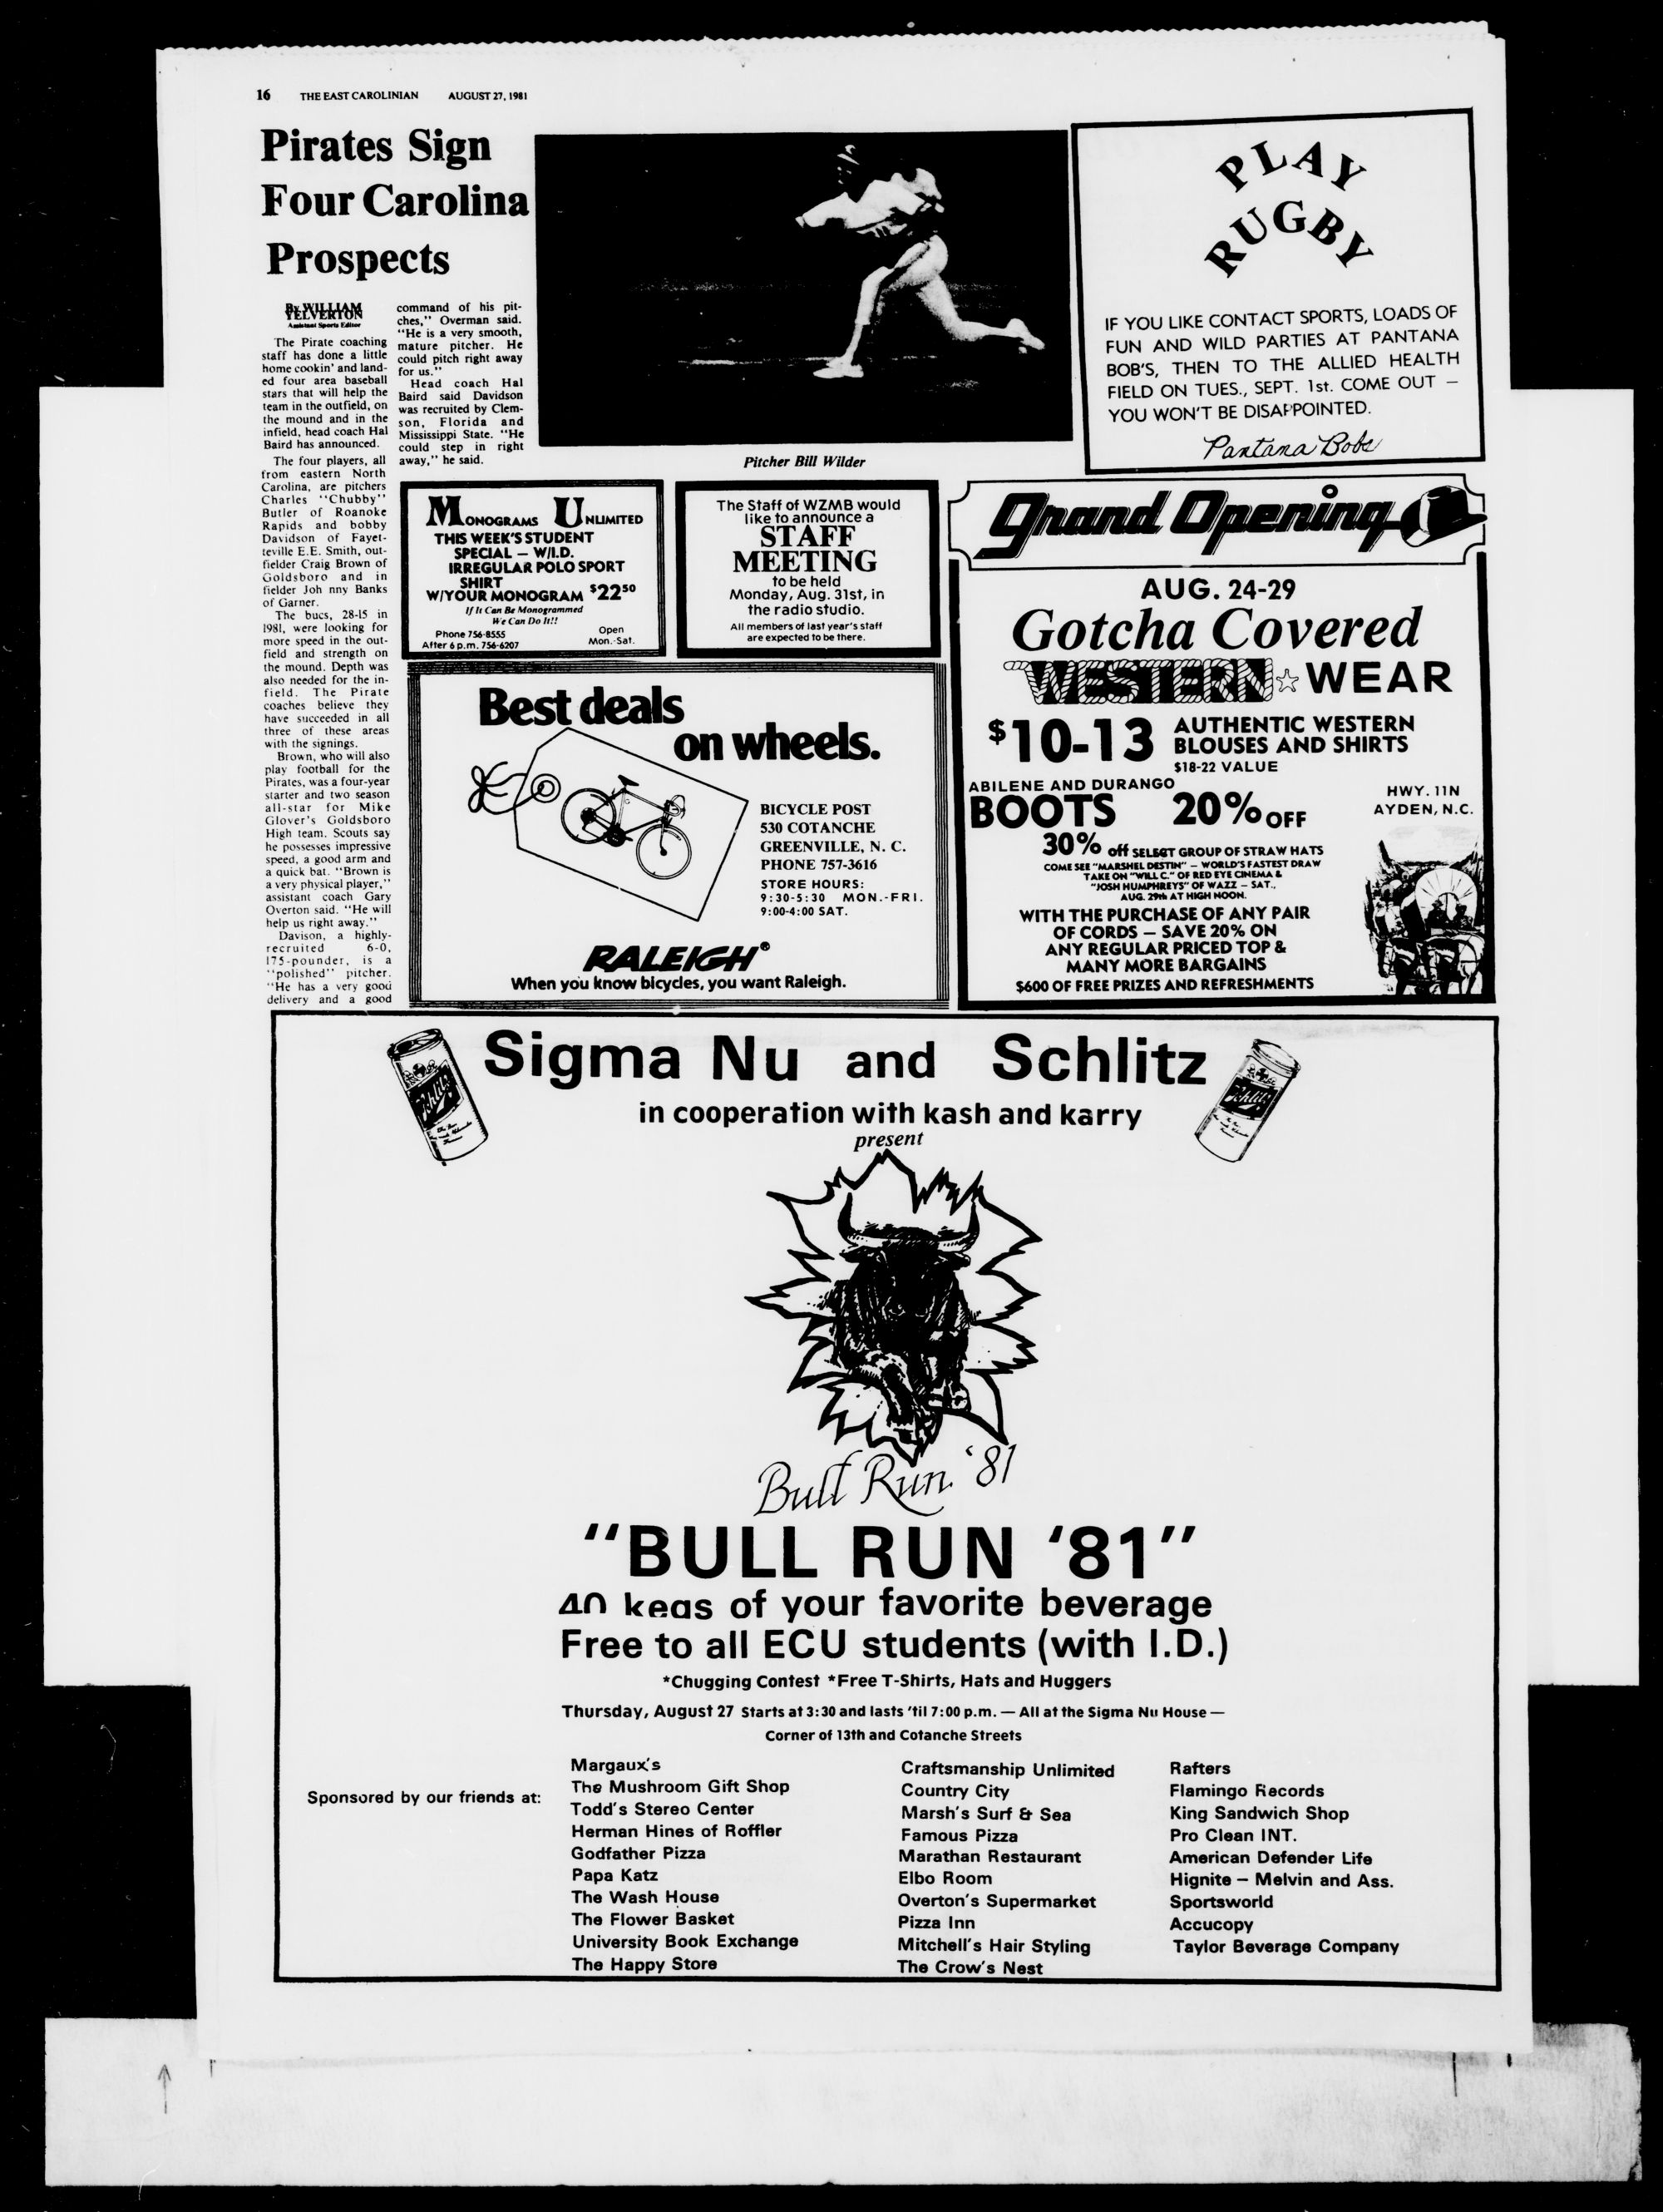 16 THE EAST CAROLINIAN AUGUST 27, 1981
Pirates Sign
Four Carolina
Prospects
By WILLIAM
YELVERTON
Assistant Sports Editor
The Pirate coaching
staff has done a little
home cookin' and land-
ed four area baseball
stars that will help the
team in the outfield, on
the mound and in the
infield, head coach Hal
Baird has announced.
The four players, all
from eastern North
Carolina, are pitchers
Charles "Chubby"
Butler of Roanoke
Rapids and bobby
Davidson of Fayet-
teville E.E. Smith, out-
fielder Craig Brown of
Goldsboro and in
fielder Joh nny Banks
of Garner.
The bucs, 28-15 in
1981, were looking for
more speed in the out-
field and strength on
the mound. Depth was
also needed for the in-
field. The Pirate
coaches believe they
have succeeded in all
three of these areas
with the signings.
Brown, who will also
play football for the
Pirates, was a four-year
starter and two season
all-star for Mike
Glover's Goldsboro
High team. Scouts say
he possesses impressive
speed, a good arm and
a quick bat. "Brown is
a very physical player,"
assistant coach Gary
Overton said. "He will
help us right away."
Davison, a highly-
recruited 6-0,
175-pounder, is a
"polished" pitcher.
"He has a very good
delivery and a good
command of his pit-
ches," Overman said.
"He is a very smooth,
mature pitcher. He
could pitch right away
for us."
Head coach Hal
Baird said Davidson
was recruited by Clem-
son, Florida and
Mississippi State. "He
could step in right
away," he said.
Pitcher Bill Wilder
PLAY
RUGBY
IF YOU LIKE CONTACT SPORTS, LOADS OF
FUN AND WILD PARTIES AT PANTANA
BOB'S, THEN TO THE ALLIED HEALTH
FIELD ON TUES., SEPT. 1st. COME OUT —
YOU WON'T BE DISAPPOINTED.
Pantana Bobs
MONOGRAMS UNLIMITED
THIS WEEK'S STUDENT
SPECIAL — W/I.D.
IRREGULAR POLO SPORT
SHIRT
W/YOUR MONOGRAM $22⁵⁰
If It Can Be Monogrammed
We Can Do It!!
Phone 756-8555 Open
After 6 p.m. 756-6207 Mon.-Sat.
The Staff of WZMB would
like to announce a
STAFF
MEETING
to be held
Monday, Aug. 31st, in
the radio studio.
All members of last year's staff
are expected to be there.
Best deals
on wheels.
BICYCLE POST
530 COTANCHE
GREENVILLE, N. C.
PHONE 757-3616
STORE HOURS:
9:30-5:30 MON.-FRI.
9:00-4:00 SAT.
RALEIGH®
When you know bicycles, you want Raleigh.
Grand Opening
AUG. 24-29
Gotcha Covered
WESTERN WEAR
$10-13 AUTHENTIC WESTERN
BLOUSES AND SHIRTS
$18-22 VALUE
ABILENE AND DURANGO
BOOTS 20% OFF
HWY. 11N
AYDEN, N.C.
30% off SELECT GROUP OF STRAW HATS
COME SEE "MARSHEL DESTIN" — WORLD'S FASTEST DRAW
TAKE ON "WILL C." OF RED EYE CINEMA &
"JOSH HUMPHREYS" OF WAZZ — SAT.,
AUG. 29th AT HIGH NOON.
WITH THE PURCHASE OF ANY PAIR
OF CORDS — SAVE 20% ON
ANY REGULAR PRICED TOP &
MANY MORE BARGAINS
$600 OF FREE PRIZES AND REFRESHMENTS
Sigma Nu and Schlitz
in cooperation with kash and karry
present
Schlitz
Schlitz
Bull Run '81
"BULL RUN '81"
40 kegs of your favorite beverage
Free to all ECU students (with I.D.)
*Chugging Contest *Free T-Shirts, Hats and Huggers
Thursday, August 27 Starts at 3:30 and lasts 'til 7:00 p.m. — All at the Sigma Nu House —
Corner of 13th and Cotanche Streets
Sponsored by our friends at:
Margaux's
The Mushroom Gift Shop
Todd's Stereo Center
Herman Hines of Roffler
Godfather Pizza
Papa Katz
The Wash House
The Flower Basket
University Book Exchange
The Happy Store
Craftsmanship Unlimited
Country City
Marsh's Surf & Sea
Famous Pizza
Marathan Restaurant
Elbo Room
Overton's Supermarket
Pizza Inn
Mitchell's Hair Styling
The Crow's Nest
Rafters
Flamingo Records
King Sandwich Shop
Pro Clean INT.
American Defender Life
Hignite — Melvin and Ass.
Sportsworld
Accucopy
Taylor Beverage Company